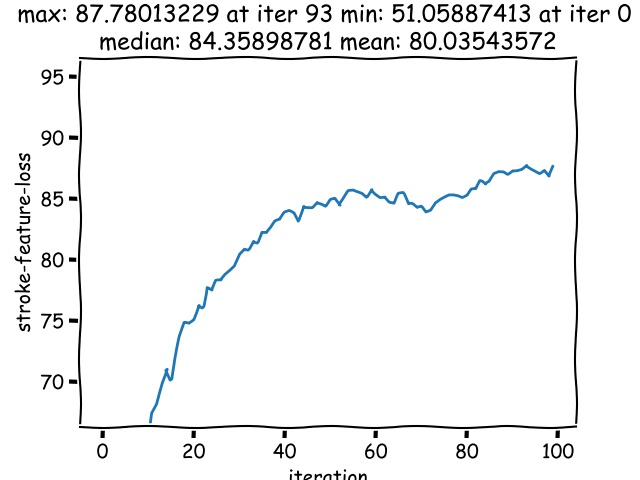 max: 87.78013229 at iter 93 min: 51.05887413 at iter 0
median: 84.35898781 mean: 80.03543572
95
90
85
80
75
70
stroke-feature-loss
0 20 40 60 80 100
iteration